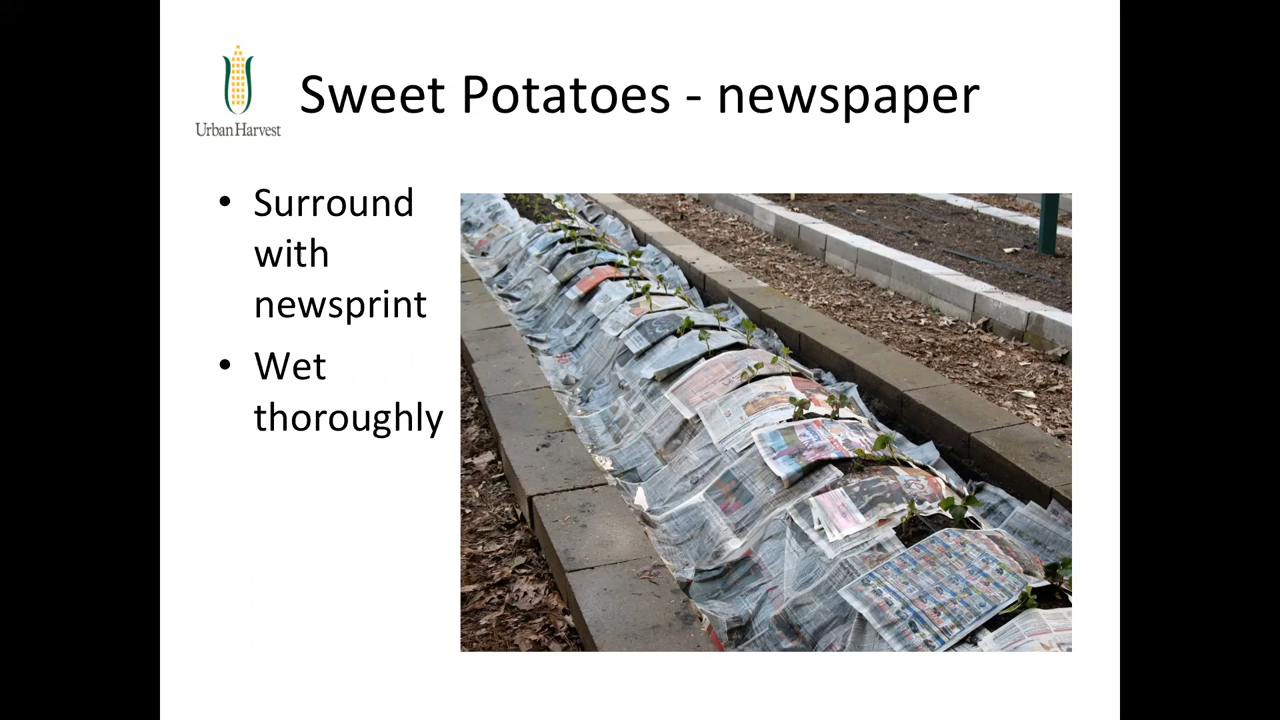 Urban Harvest
Sweet Potatoes - newspaper
• Surround
with
newsprint
• Wet
thoroughly